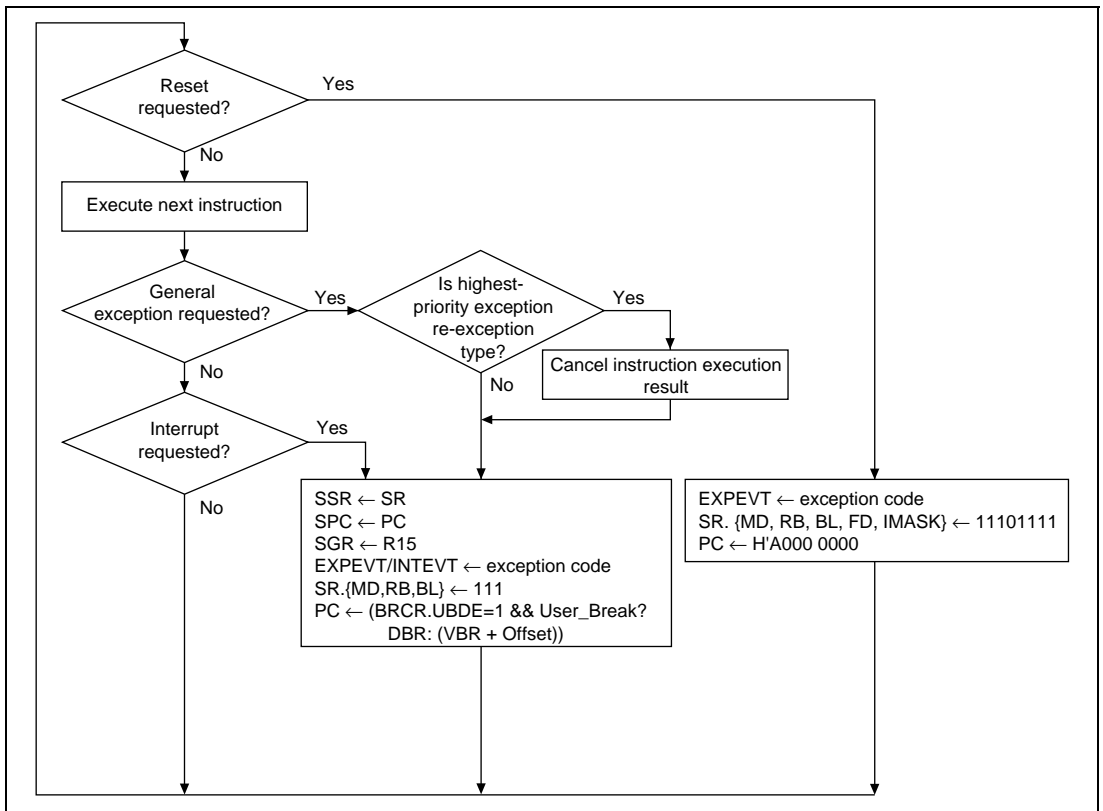 Reset
requested?
Yes
No
Execute next instruction
General
exception requested?
Yes
Is highest-
priority exception
re-exception
type?
Yes
Cancel instruction execution
result
No
No
Interrupt
requested?
Yes
No
SSR ← SR
SPC ← PC
SGR ← R15
EXPEVT/INTEVT ← exception code
SR.{MD,RB,BL} ← 111
PC ← (BRCR.UBDE=1 && User_Break?
DBR: (VBR + Offset))
EXPEVT ← exception code
SR. {MD, RB, BL, FD, IMASK} ← 11101111
PC ← H'A000 0000